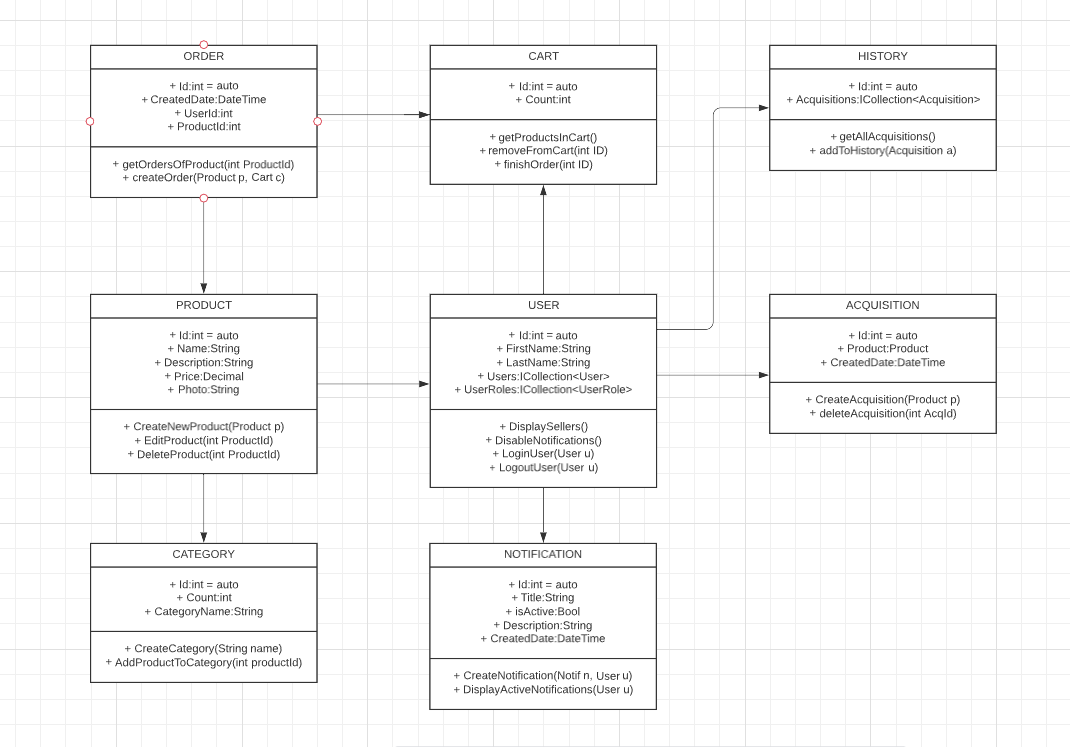 ORDER
+ Id:int = auto
+ CreatedDate:DateTime
+ UserId:int
+ ProductId:int
+ getOrdersOfProduct(int ProductId)
+ createOrder(Product p, Cart c)
CART
+ Id:int = auto
+ Count:int
+ getProductsInCart()
+ removeFromCart(int ID)
+ finishOrder(int ID)
HISTORY
+ Id:int = auto
+ Acquisitions:ICollection<Acquisition>
+ getAllAcquisitions()
+ addToHistory(Acquisition a)
PRODUCT
+ Id:int = auto
+ Name:String
+ Description:String
+ Price:Decimal
+ Photo:String
+ CreateNewProduct(Product p)
+ EditProduct(int ProductId)
+ DeleteProduct(int ProductId)
USER
+ Id:int = auto
+ FirstName:String
+ LastName:String
+ Users:ICollection<User>
+ UserRoles:ICollection<UserRole>
+ DisplaySellers()
+ DisableNotifications()
+ LoginUser(User u)
+ LogoutUser(User u)
ACQUISITION
+ Id:int = auto
+ Product:Product
+ CreatedDate:DateTime
+ CreateAcquisition(Product p)
+ deleteAcquisition(int AcqId)
CATEGORY
+ Id:int = auto
+ Count:int
+ CategoryName:String
+ CreateCategory(String name)
+ AddProductToCategory(int productId)
NOTIFICATION
+ Id:int = auto
+ Title:String
+ isActive:Bool
+ Description:String
+ CreatedDate:DateTime
+ CreateNotification(Notif n, User u)
+ DisplayActiveNotifications(User u)